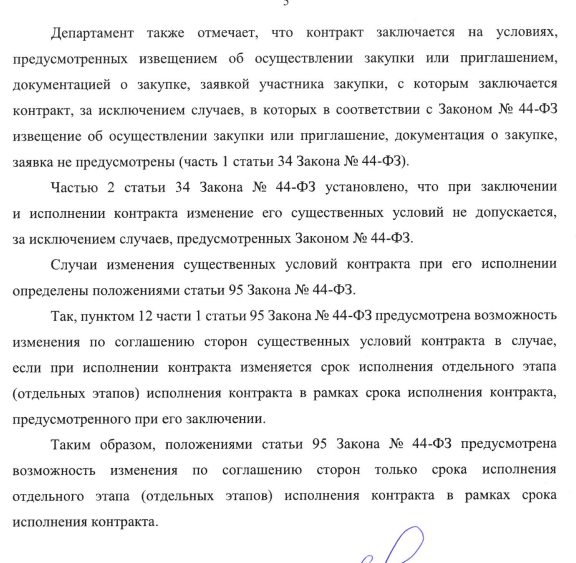 Департамент также отмечает, что контракт заключается на условиях,
предусмотренных извещением об осуществлении закупки или приглашением,
документацией о закупке, заявкой участника закупки, с которым заключается
контракт, за исключением случаев, в которых в соответствии с Законом № 44-ФЗ
извещение об осуществлении закупки или приглашение, документация о закупке,
заявка не предусмотрены (часть 1 статьи 34 Закона № 44-ФЗ).
Частью 2 статьи 34 Закона № 44-ФЗ установлено, что при заключении
и исполнении контракта изменение его существенных условий не допускается,
за исключением случаев, предусмотренных Законом № 44-ФЗ.
Случаи изменения существенных условий контракта при его исполнении
определены положениями статьи 95 Закона № 44-ФЗ.
Так, пунктом 12 части 1 статьи 95 Закона № 44-ФЗ предусмотрена возможность
изменения по соглашению сторон существенных условий контракта в случае,
если при исполнении контракта изменяется срок исполнения отдельного этапа
(отдельных этапов) исполнения контракта в рамках срока исполнения контракта,
предусмотренного при его заключении.
Таким образом, положениями статьи 95 Закона № 44-ФЗ предусмотрена
возможность изменения по соглашению сторон только срока исполнения
отдельного этапа (отдельных этапов) исполнения контракта в рамках срока
исполнения контракта.